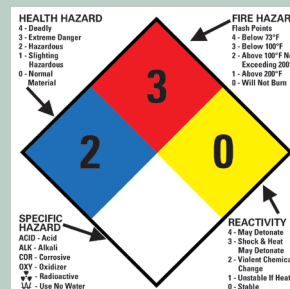 HEALTH HAZARD
4 - Deadly
3 - Extreme Danger
2 - Hazardous
1 - Slighting
Hazardous
0 - Normal
Material
FIRE HAZAR
Flash Points
4 - Below 73°F
3 - Below 100°F
2 - Above 100°F
Exceeding 200
1 - Above 200°F
0 - Will Not Burn
3
2
0
SPECIFIC
HAZARD
ACID - Acid
ALK - Alkali
COR - Corrosive
OXY - Oxidizer
- Radioactive
W - Use No Water
REACTIVITY
4 - May Detonate
3 - Shock & Heat
May Detonate
2 - Violent Chemica
Change
1 - Unstable If Heat
0 - Stable